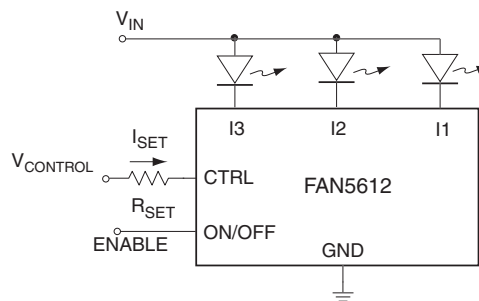 VIN
I3 I2 I1
ISET
VCONTROL CTRL FAN5612
RSET
ENABLE ON/OFF
GND